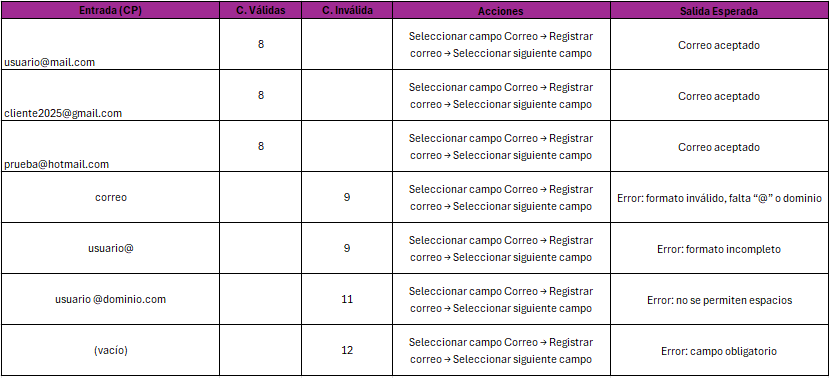 Entrada (CP) C. Válidas C. Inválida Acciones Salida Esperada
usuario@mail.com 8 Seleccionar campo Correo → Registrar correo → Seleccionar siguiente campo Correo aceptado
cliente2025@gmail.com 8 Seleccionar campo Correo → Registrar correo → Seleccionar siguiente campo Correo aceptado
prueba@hotmail.com 8 Seleccionar campo Correo → Registrar correo → Seleccionar siguiente campo Correo aceptado
correo 9 Seleccionar campo Correo → Registrar correo → Seleccionar siguiente campo Error: formato inválido, falta “@” o dominio
usuario@ 9 Seleccionar campo Correo → Registrar correo → Seleccionar siguiente campo Error: formato incompleto
usuario @dominio.com 11 Seleccionar campo Correo → Registrar correo → Seleccionar siguiente campo Error: no se permiten espacios
(vacío) 12 Seleccionar campo Correo → Registrar correo → Seleccionar siguiente campo Error: campo obligatorio